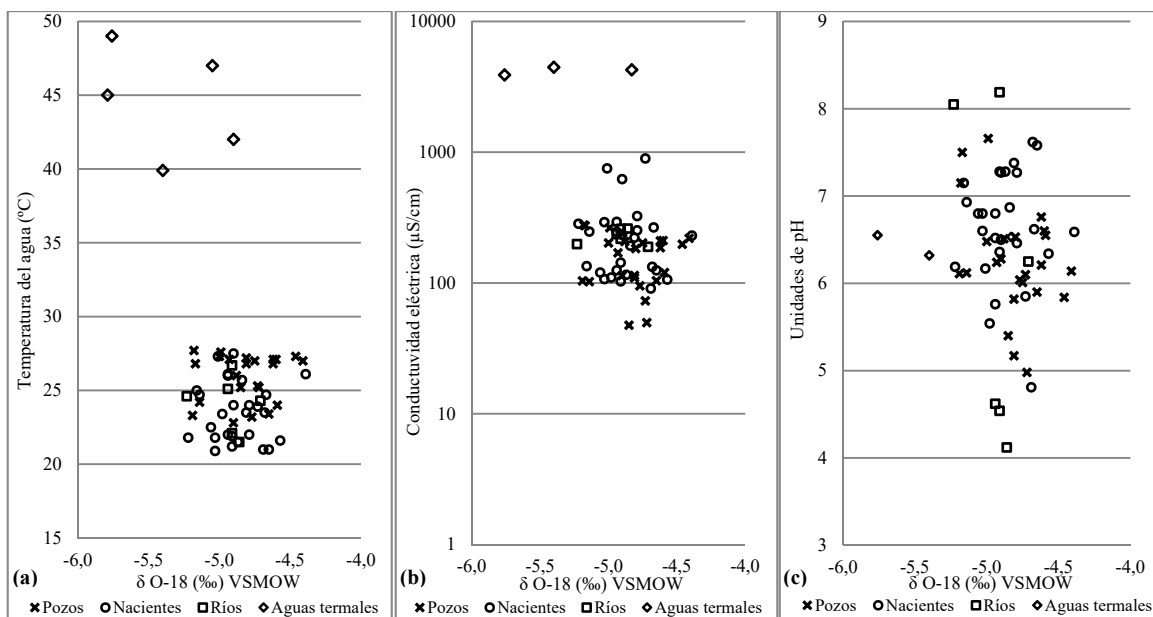 50
45
40
35
30
25
20
15
Temperatura del agua (ºC)
-6,0 -5,5 -5,0 -4,5 -4,0
(a)
δ O-18 (‰) VSMOW
Pozos Nacientes Ríos Aguas termales
10000
1000
100
10
1
Conductividad eléctrica (µS/cm)
-6,0 -5,5 -5,0 -4,5 -4,0
(b)
δ O-18 (‰) VSMOW
Pozos Nacientes Ríos Aguas termales
9
8
7
6
5
4
3
Unidades de pH
-6,0 -5,5 -5,0 -4,5 -4,0
(c)
δ O-18 (‰) VSMOW
Pozos Nacientes Ríos Aguas termales